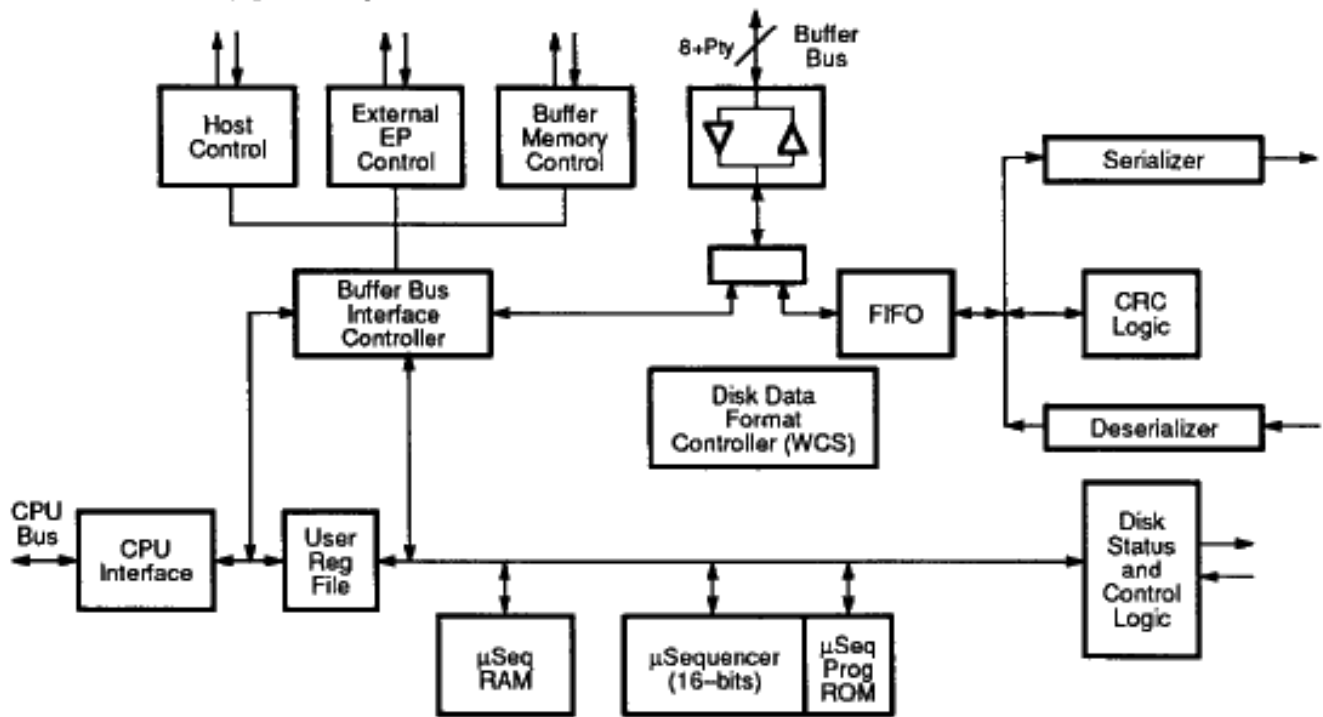 8+Pty
Buffer
Bus
Host
Control
External
EP
Control
Buffer
Memory
Control
Serializer
Buffer Bus
Interface
Controller
FIFO
CRC
Logic
Disk Data
Format
Controller (WCS)
Deserializer
CPU
Bus
CPU
Interface
User
Reg
File
Disk
Status
and
Control
Logic
µSeq
RAM
µSequencer
(16–bits)
µSeq
Prog
ROM